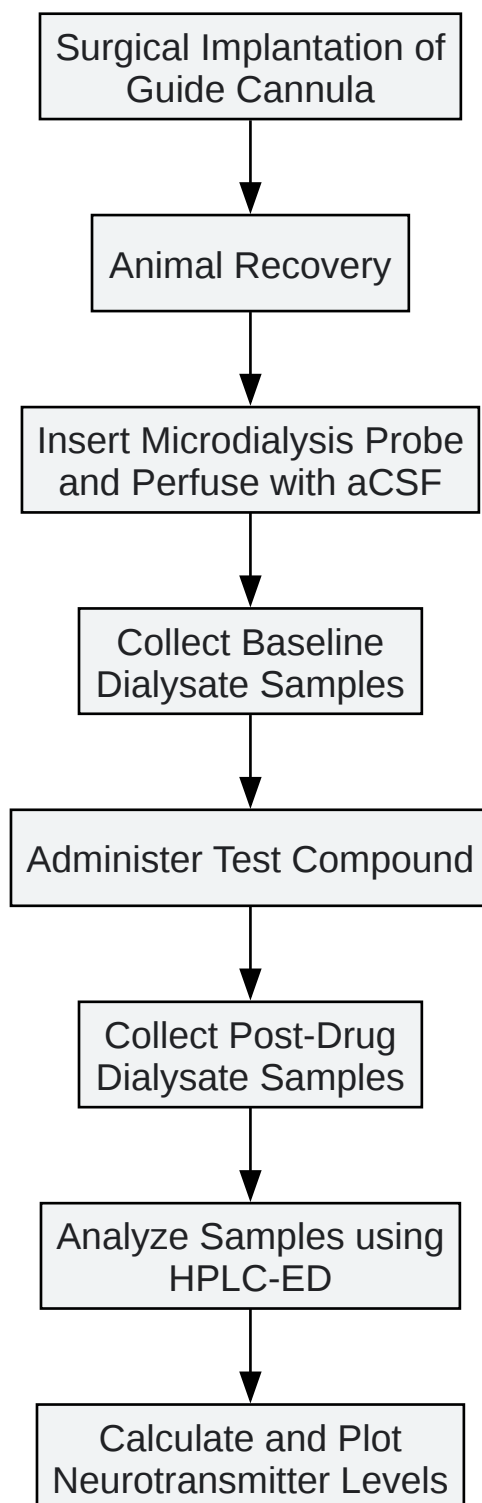 Surgical Implantation of
Guide Cannula
Animal Recovery
Insert Microdialysis Probe
and Perfuse with aCSF
Collect Baseline
Dialysate Samples
Administer Test Compound
Collect Post-Drug
Dialysate Samples
Analyze Samples using
HPLC-ED
Calculate and Plot
Neurotransmitter Levels